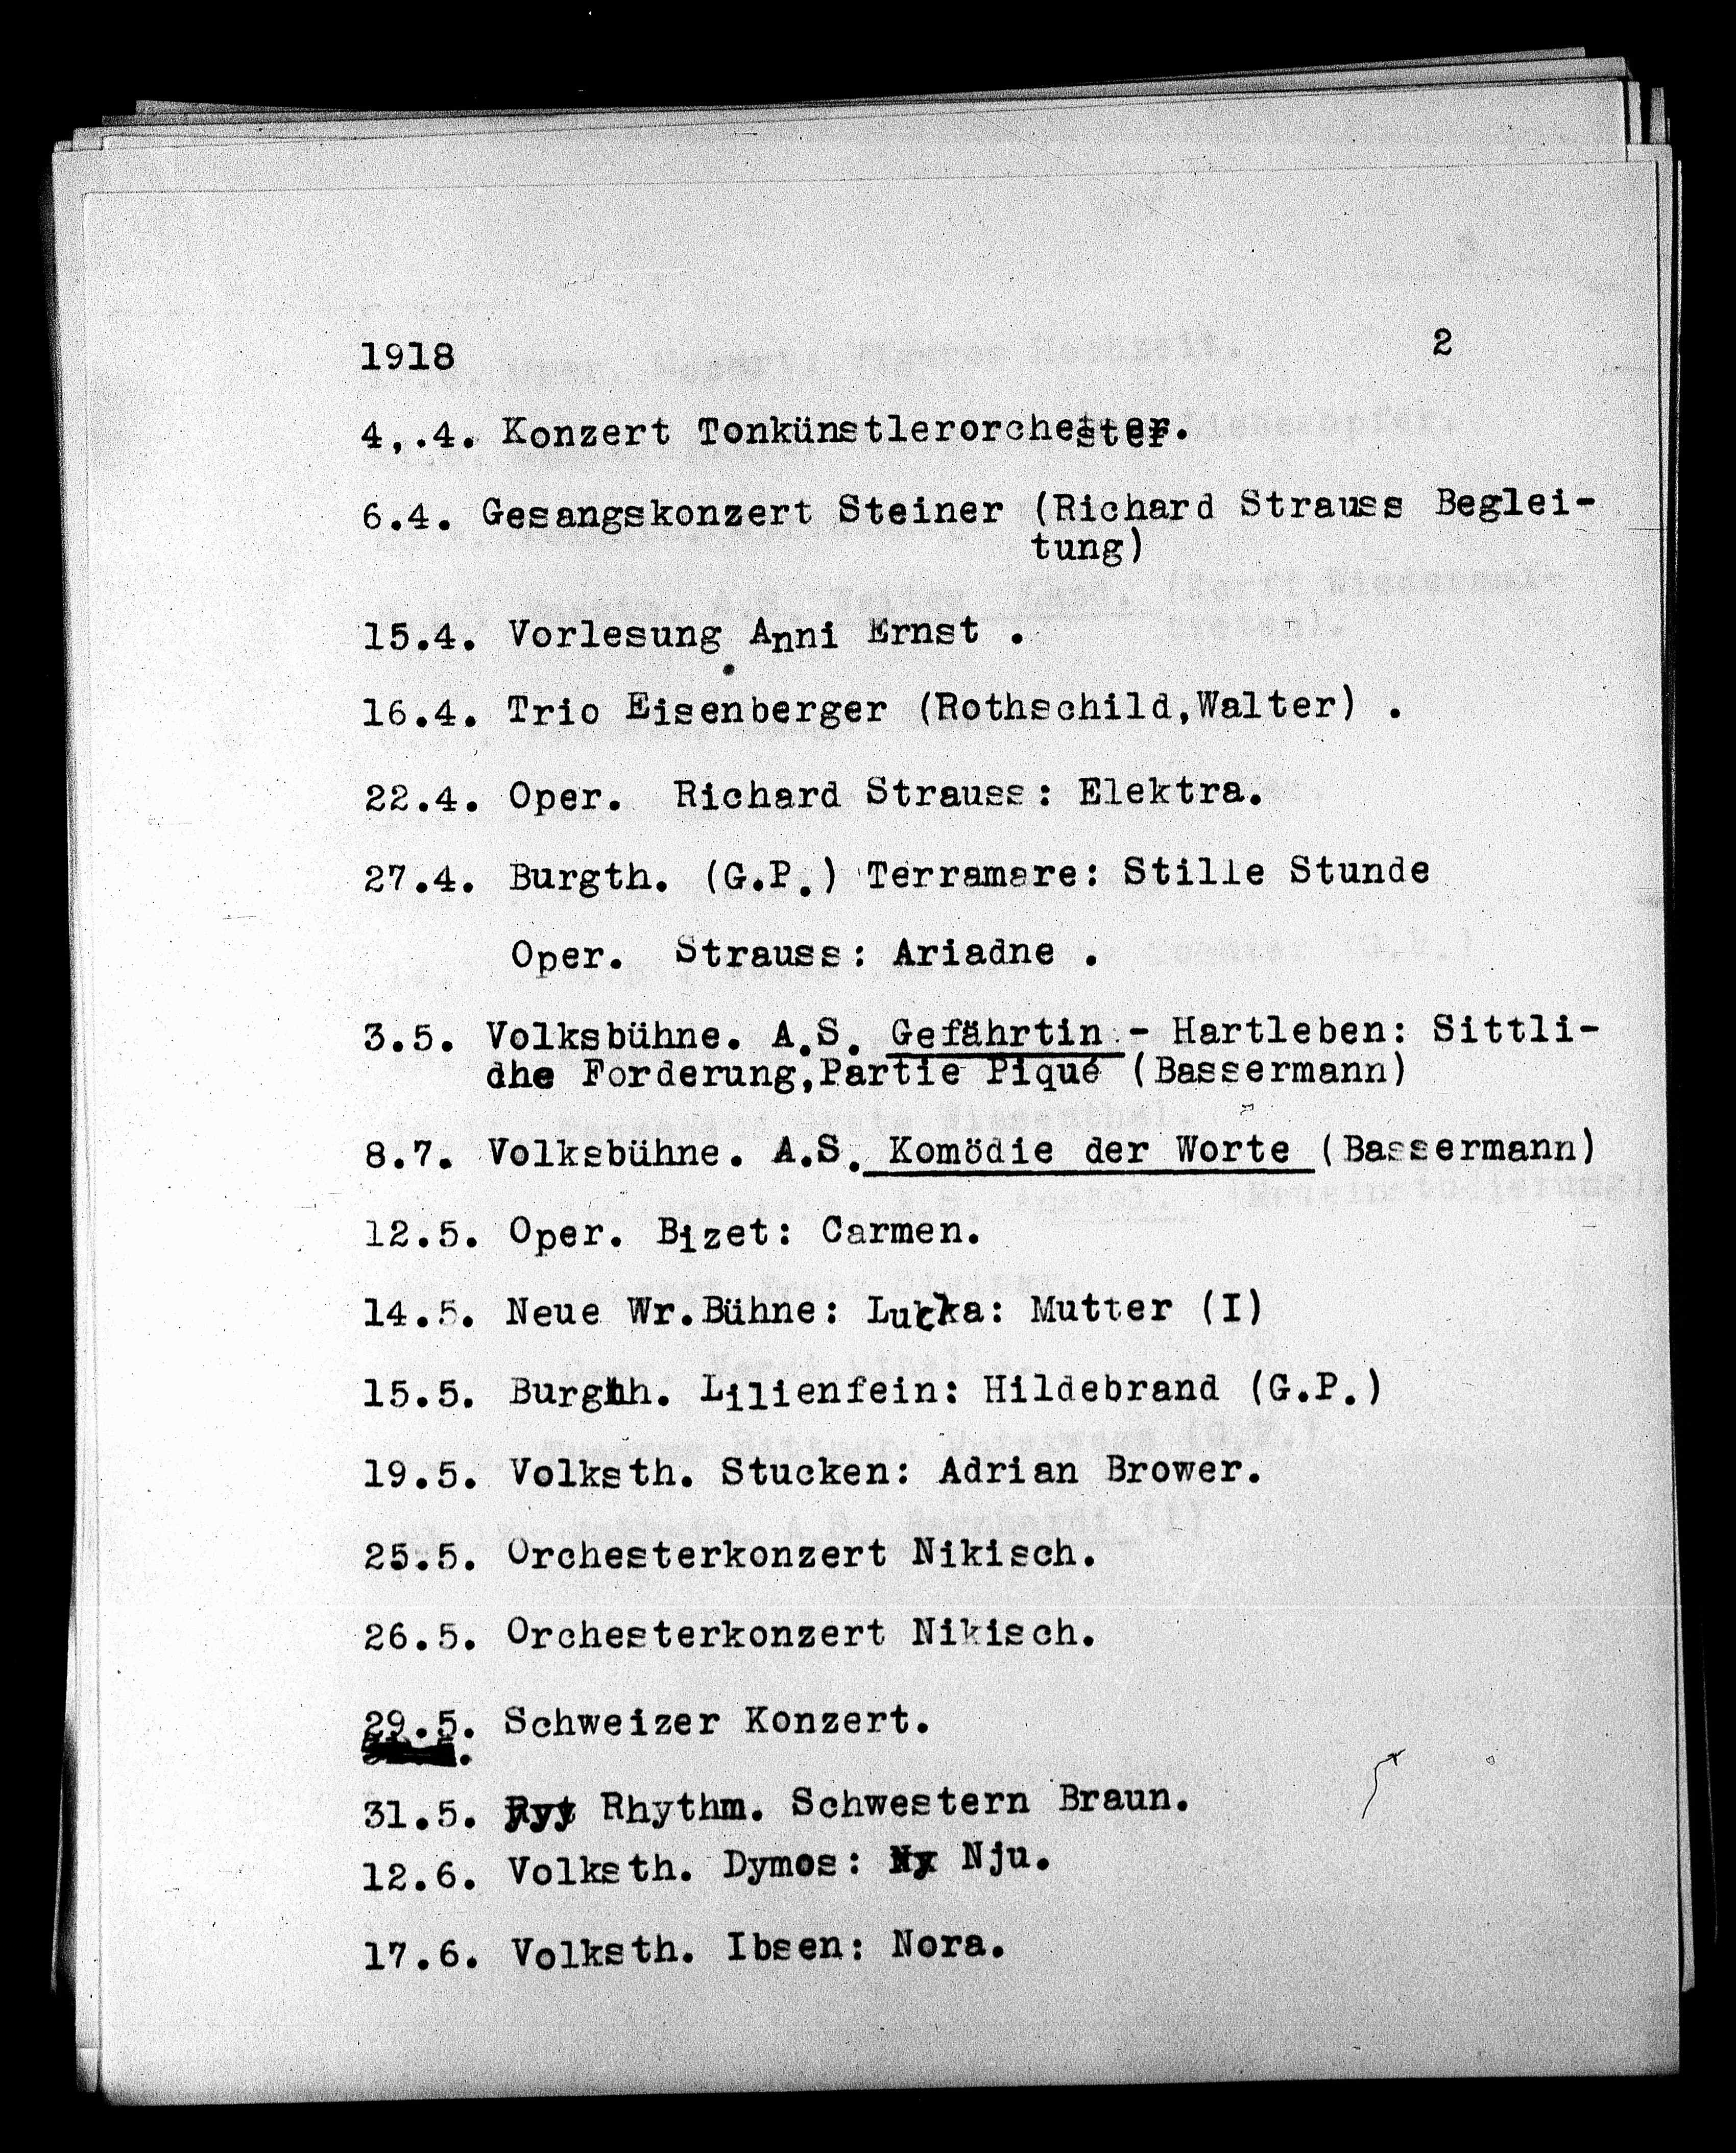 1918 2
4,.4. Konzert Tonkünstlerorchester.
6.4. Gesangskonzert Steiner (Richard Strauss Beglei-
tung)
15.4. Vorlesung Anni Ernst .
16.4. Trio Eisenberger (Rothschild,Walter) .
22.4. Oper. Richard Strauss: Elektra.
27.4. Burgth. (G.P.) Terramare: Stille Stunde
Oper. Strauss: Ariadne .
3.5. Volksbühne. A.S. Gefährtin - Hartleben: Sittli-
dhe Forderung,Partie Piqué (Bassermann)
8.7. Volksbühne. A.S. Komödie der Worte (Bassermann)
12.5. Oper. Bizet: Carmen.
14.5. Neue Wr.Bühne: Lucka: Mutter (I)
15.5. Burghh. Lilienfein: Hildebrand (G.P.)
19.5. Volksth. Stucken: Adrian Brower.
25.5. Orchesterkonzert Nikisch.
26.5. Orchesterkonzert Nikisch.
29.5. Schweizer Konzert.
31.5. Ryt Rhythm. Schwestern Braun.
12.6. Volksth. Dymos: Ny Nju.
17.6. Volksth. Ibsen: Nora.